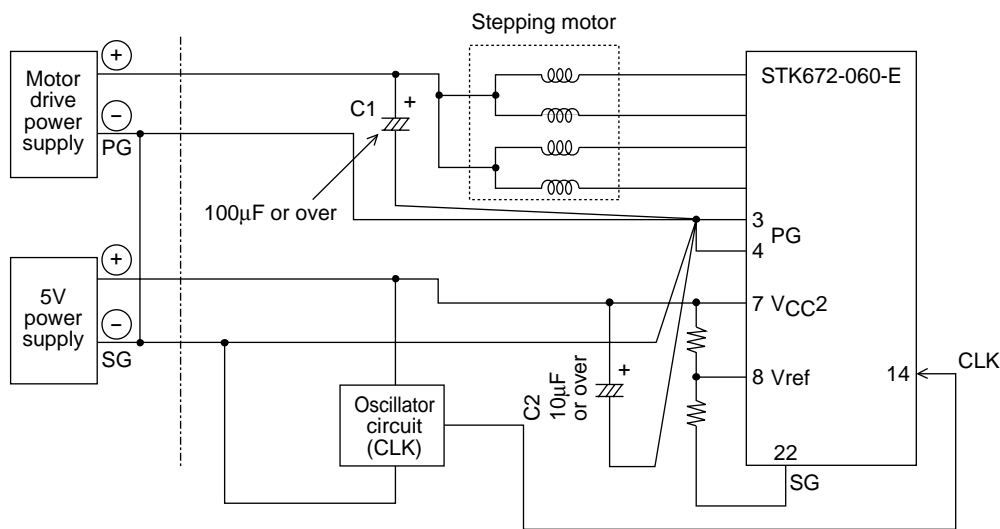 Stepping motor
Motor
drive
power
supply
+
−
PG
C1
+
100μF or over
STK672-060-E
3
PG
4
5V
power
supply
+
−
SG
7 VCC2
8 Vref
14
CLK
C2
10μF
or over
+
Oscillator
circuit
(CLK)
22
SG